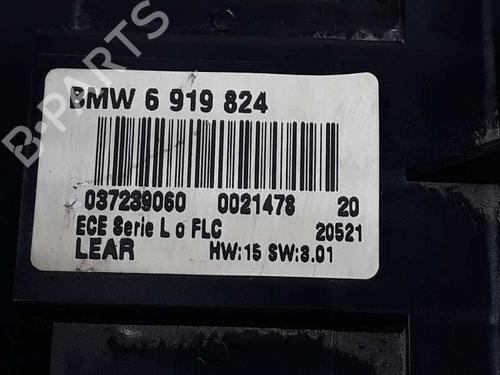 B-PARTS
BMW 6 919 824
037239060 0021478 20
ECE Serie L o FLC 20521
LEAR HW:15 SW:3.01